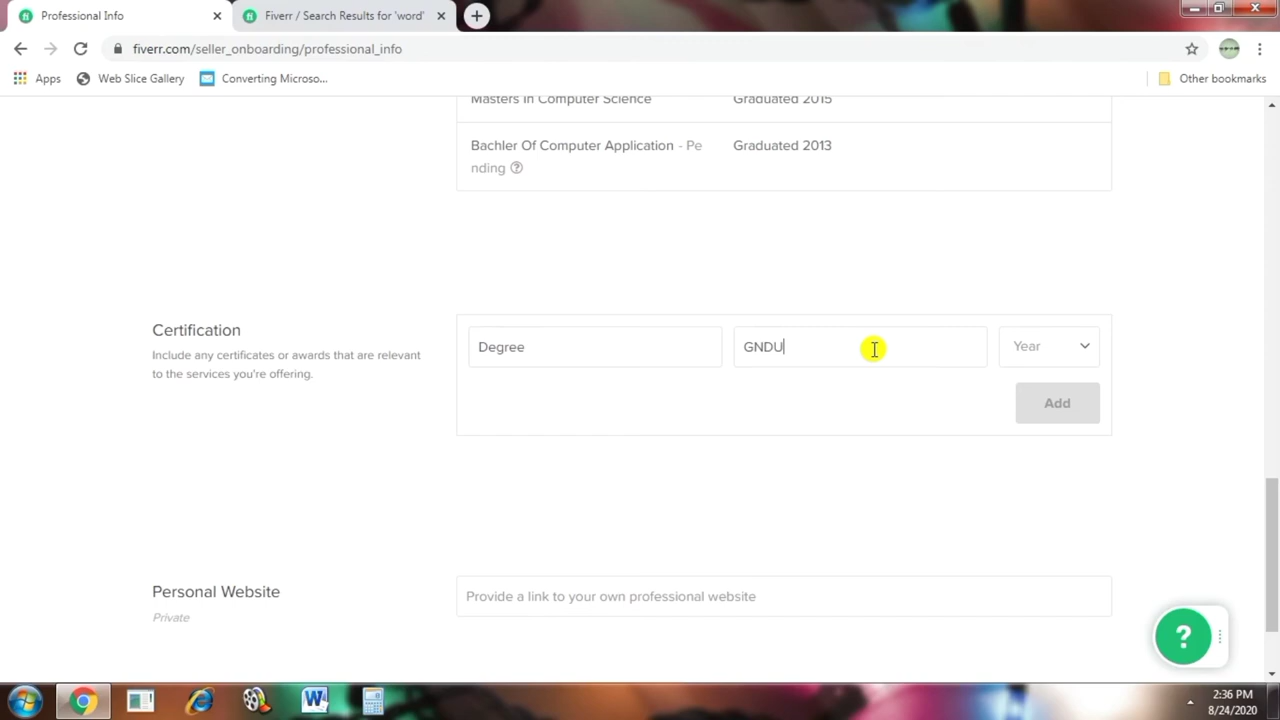 Professional Info
Fiverr / Search Results for 'word'
fiverr.com/seller_onboarding/professional_info
Apps
Web Slice Gallery
Converting Microso...
Other bookmarks
Masters In Computer Science
Graduated 2015
Bachler Of Computer Application - Pe
nding
Graduated 2013
Certification
Include any certificates or awards that are relevant
to the services you're offering.
Degree
GNDU
Year
Add
Personal Website
Private
Provide a link to your own professional website
2:36 PM
8/24/2020